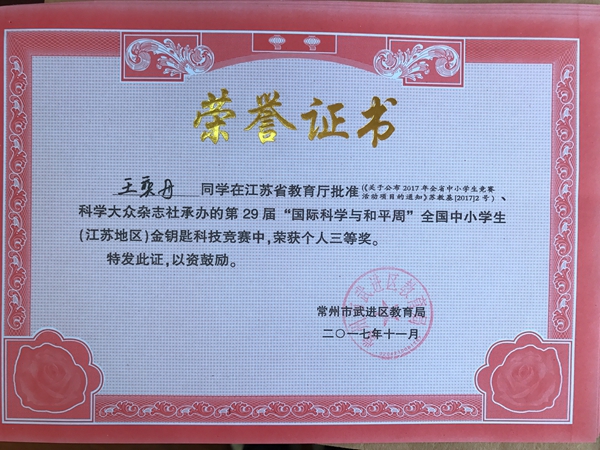 荣誉证书
王奕丹 同学在江苏省教育厅批准(《关于公布2017年全省中小学生竞赛
活动项目的通知》苏教基[2017]2号)、
科学大众杂志社承办的第29届“国际科学与和平周”全国中小学生
(江苏地区)金钥匙科技竞赛中,荣获个人三等奖。
特发此证,以资鼓励。
常州市武进区教育局
二〇一七年十一月
武进区教育局